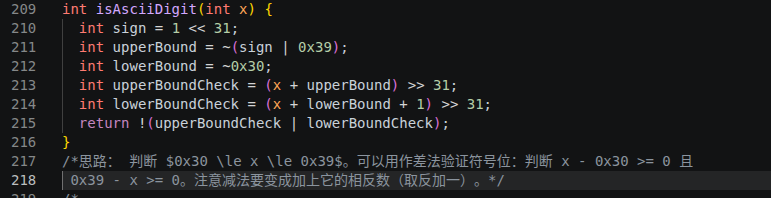 209 int isAsciiDigit(int x) {
210 int sign = 1 << 31;
211 int upperBound = ~(sign | 0x39);
212 int lowerBound = ~0x30;
213 int upperBoundCheck = (x + upperBound) >> 31;
214 int lowerBoundCheck = (x + lowerBound + 1) >> 31;
215 return !(upperBoundCheck | lowerBoundCheck);
216 }
217 /*思路： 判断 $0x30 \le x \le 0x39$。可以用作差法验证符号位：判断 x - 0x30 >= 0 且
218 0x39 - x >= 0。注意减法要变成加上它的相反数（取反加一）。*/